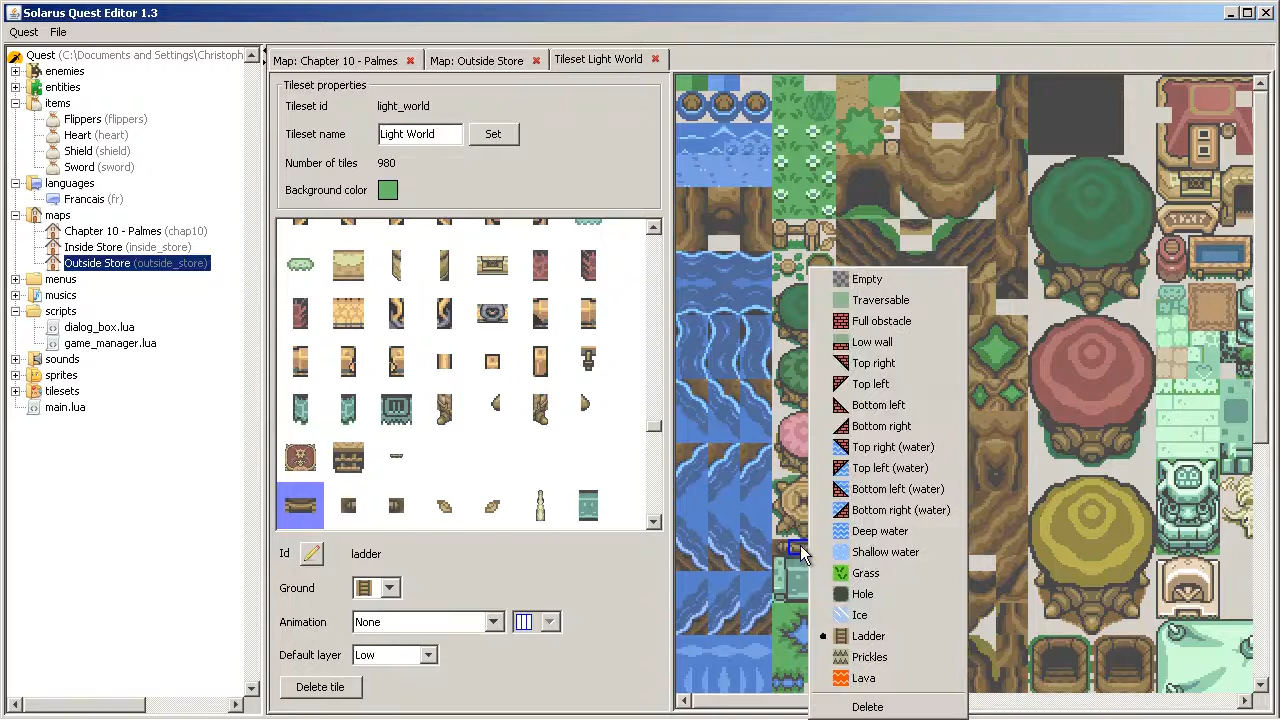 Solarus Quest Editor 1.3
Quest File
Quest (C:\Documents and Settings\Christoph
enemies
entitie
items
Flippers (flippers)
Heart (heart)
Shield (shield)
Sword (sword)
languages
Français (fr)
maps
Chapter 10 - Palmes (chap10)
Inside Store (inside_store)
Outside Store (outside_store)
menus
musics
dialog_box.lua
game_manager.lua
sounds
sprites
tilesets
main.lua
Map: Chapter 10 - Palmes
Map: Outside Store
Tileset Light World
Tileset properties
Tileset id light_world
Tileset name Light World Set
Number of tiles 980
Background color
Id ladder
Ground
Animation None
Default layer Low
Delete tile
Empty
Traversable
Full obstacle
Low wall
Top right
Top left
Bottom left
Bottom right
Top right (water)
Top left (water)
Bottom left (water)
Bottom right (water)
Deep water
Shallow water
Grass
Hole
Ice
Ladder
Prickles
Lava
Delete